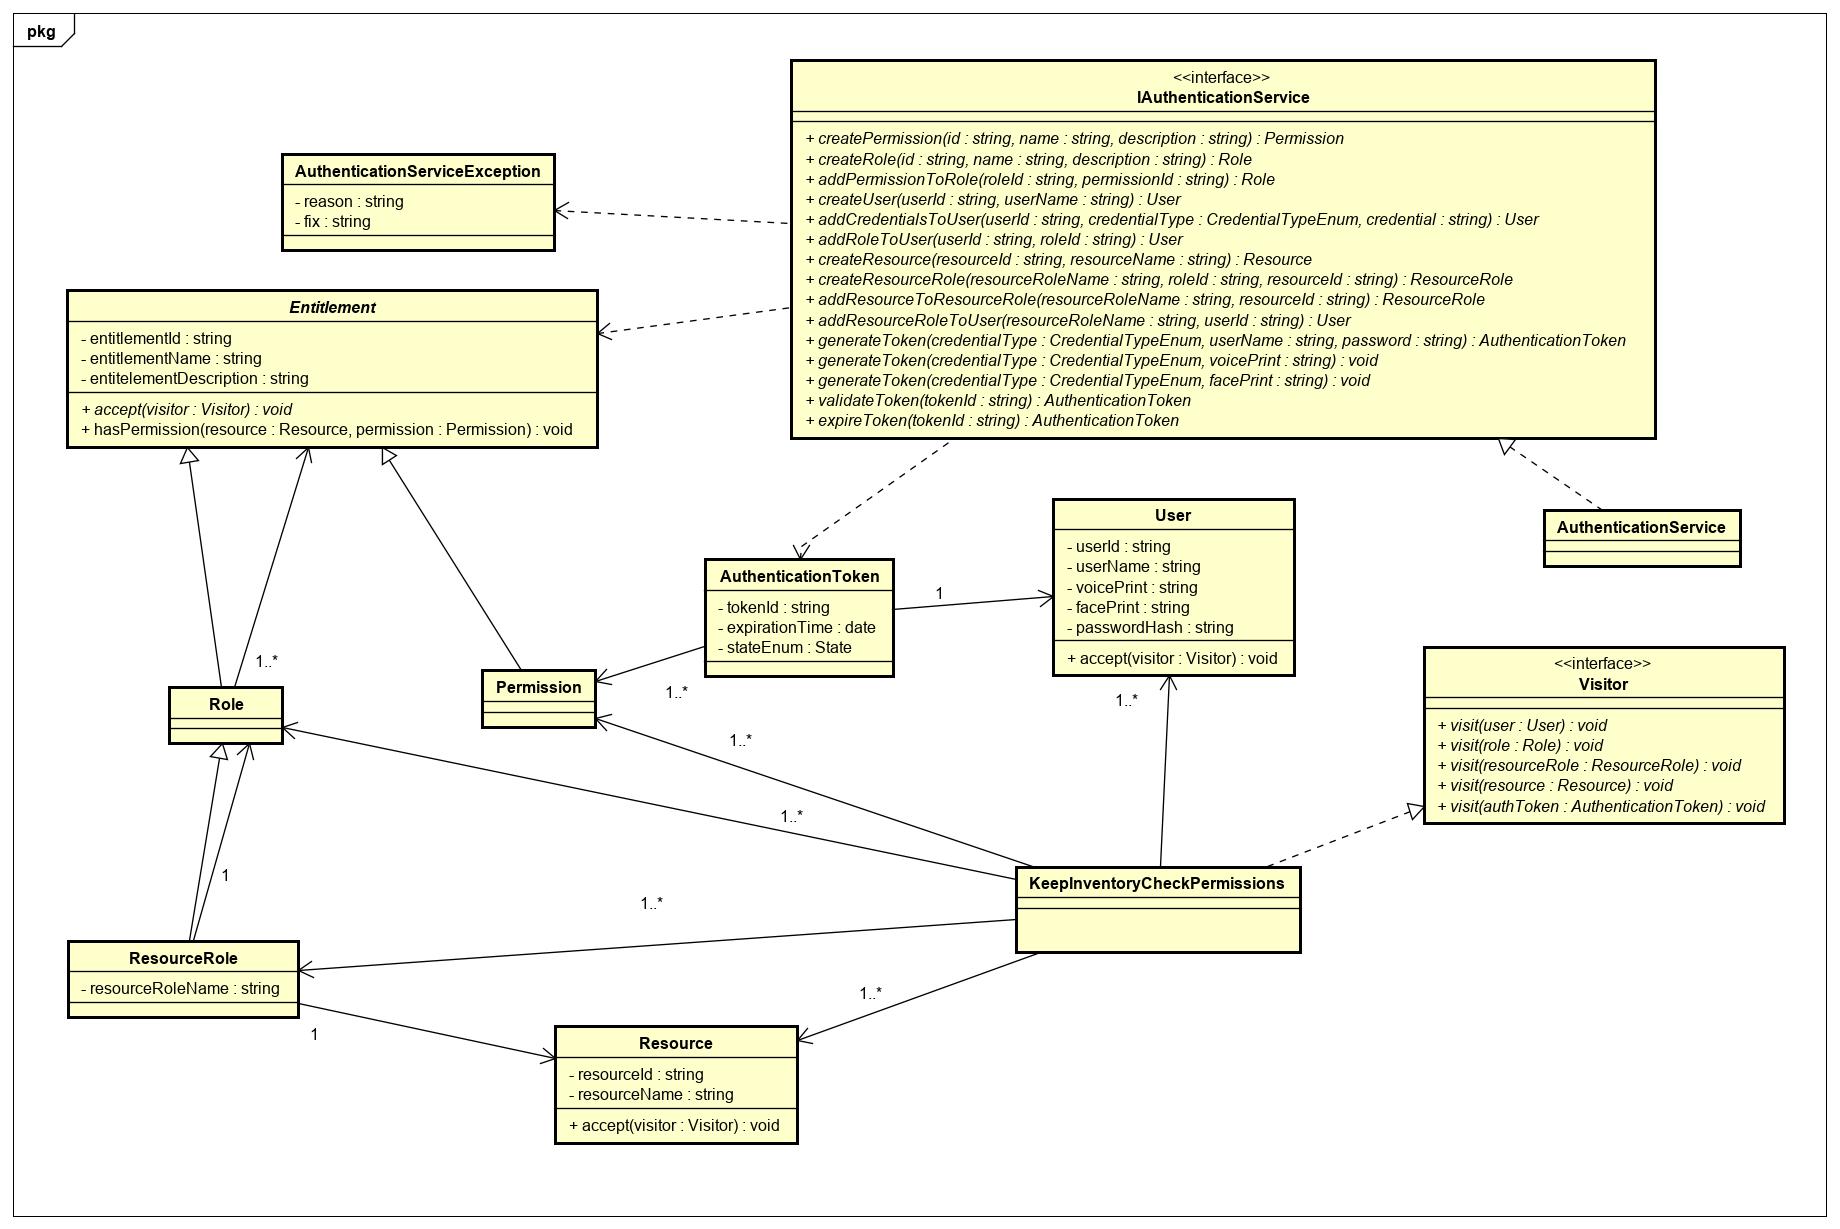 pkg
<<interface>>
IAuthenticationService
+ createPermission(id : string, name : string, description : string) : Permission
+ createRole(id : string, name : string, description : string) : Role
+ addPermissionToRole(roleId : string, permissionId : string) : Role
+ createUser(userId : string, userName : string) : User
+ addCredentialsToUser(userId : string, credentialType : CredentialTypeEnum, credential : string) : User
+ addRoleToUser(userId : string, roleId : string) : User
+ createResource(resourceId : string, resourceName : string) : Resource
+ createResourceRole(resourceRoleName : string, roleId : string, resourceId : string) : ResourceRole
+ addResourceToResourceRole(resourceRoleName : string, resourceId : string) : ResourceRole
+ addResourceRoleToUser(resourceRoleName : string, userId : string) : User
+ generateToken(credentialType : CredentialTypeEnum, userName : string, password : string) : AuthenticationToken
+ generateToken(credentialType : CredentialTypeEnum, voicePrint : string) : void
+ generateToken(credentialType : CredentialTypeEnum, facePrint : string) : void
+ validateToken(tokenId : string) : AuthenticationToken
+ expireToken(tokenId : string) : AuthenticationToken
AuthenticationServiceException
- reason : string
- fix : string
Entitlement
- entitlementId : string
- entitlementName : string
- entitelementDescription : string
+ accept(visitor : Visitor) : void
+ hasPermission(resource : Resource, permission : Permission) : void
AuthenticationService
User
- userId : string
- userName : string
- voicePrint : string
- facePrint : string
- passwordHash : string
+ accept(visitor : Visitor) : void
AuthenticationToken
- tokenId : string
- expirationTime : date
- stateEnum : State
1
1..*
1..*
1..*
Permission
Role
<<interface>>
Visitor
+ visit(user : User) : void
+ visit(role : Role) : void
+ visit(resourceRole : ResourceRole) : void
+ visit(resource : Resource) : void
+ visit(authToken : AuthenticationToken) : void
1..*
1..*
1
1..*
KeepInventoryCheckPermissions
ResourceRole
- resourceRoleName : string
1..*
1
Resource
- resourceId : string
- resourceName : string
+ accept(visitor : Visitor) : void